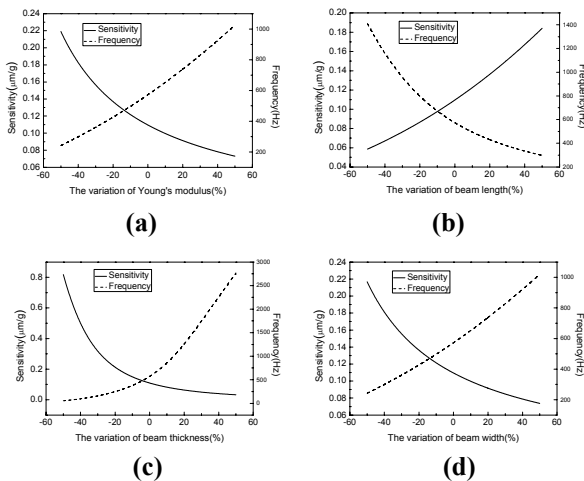 Sensitivity
Frequency
0.24
0.22
0.20
0.18
0.16
0.14
0.12
0.10
0.08
0.06
Sensitivity(μm/g)
1000
800
600
400
200
Frequency(Hz)
-60 -40 -20 0 20 40 60
The variation of Young's modulus(%)
(a)
Sensitivity
Frequency
0.20
0.18
0.16
0.14
0.12
0.10
0.08
0.06
0.04
Sensitivity(μm/g)
1400
1200
1000
800
600
400
200
Frequency(Hz)
-60 -40 -20 0 20 40 60
The variation of beam length(%)
(b)
Sensitivity
Frequency
0.8
0.6
0.4
0.2
0.0
Sensitivity(μm/g)
3000
2500
2000
1500
1000
500
0
Frequency(Hz)
-60 -40 -20 0 20 40 60
The variation of beam thickness(%)
(c)
Sensitivity
Frequency
0.24
0.22
0.20
0.18
0.16
0.14
0.12
0.10
0.08
0.06
Sensitivity(μm/g)
1000
800
600
400
200
Frequency(Hz)
-60 -40 -20 0 20 40 60
The variation of beam width(%)
(d)